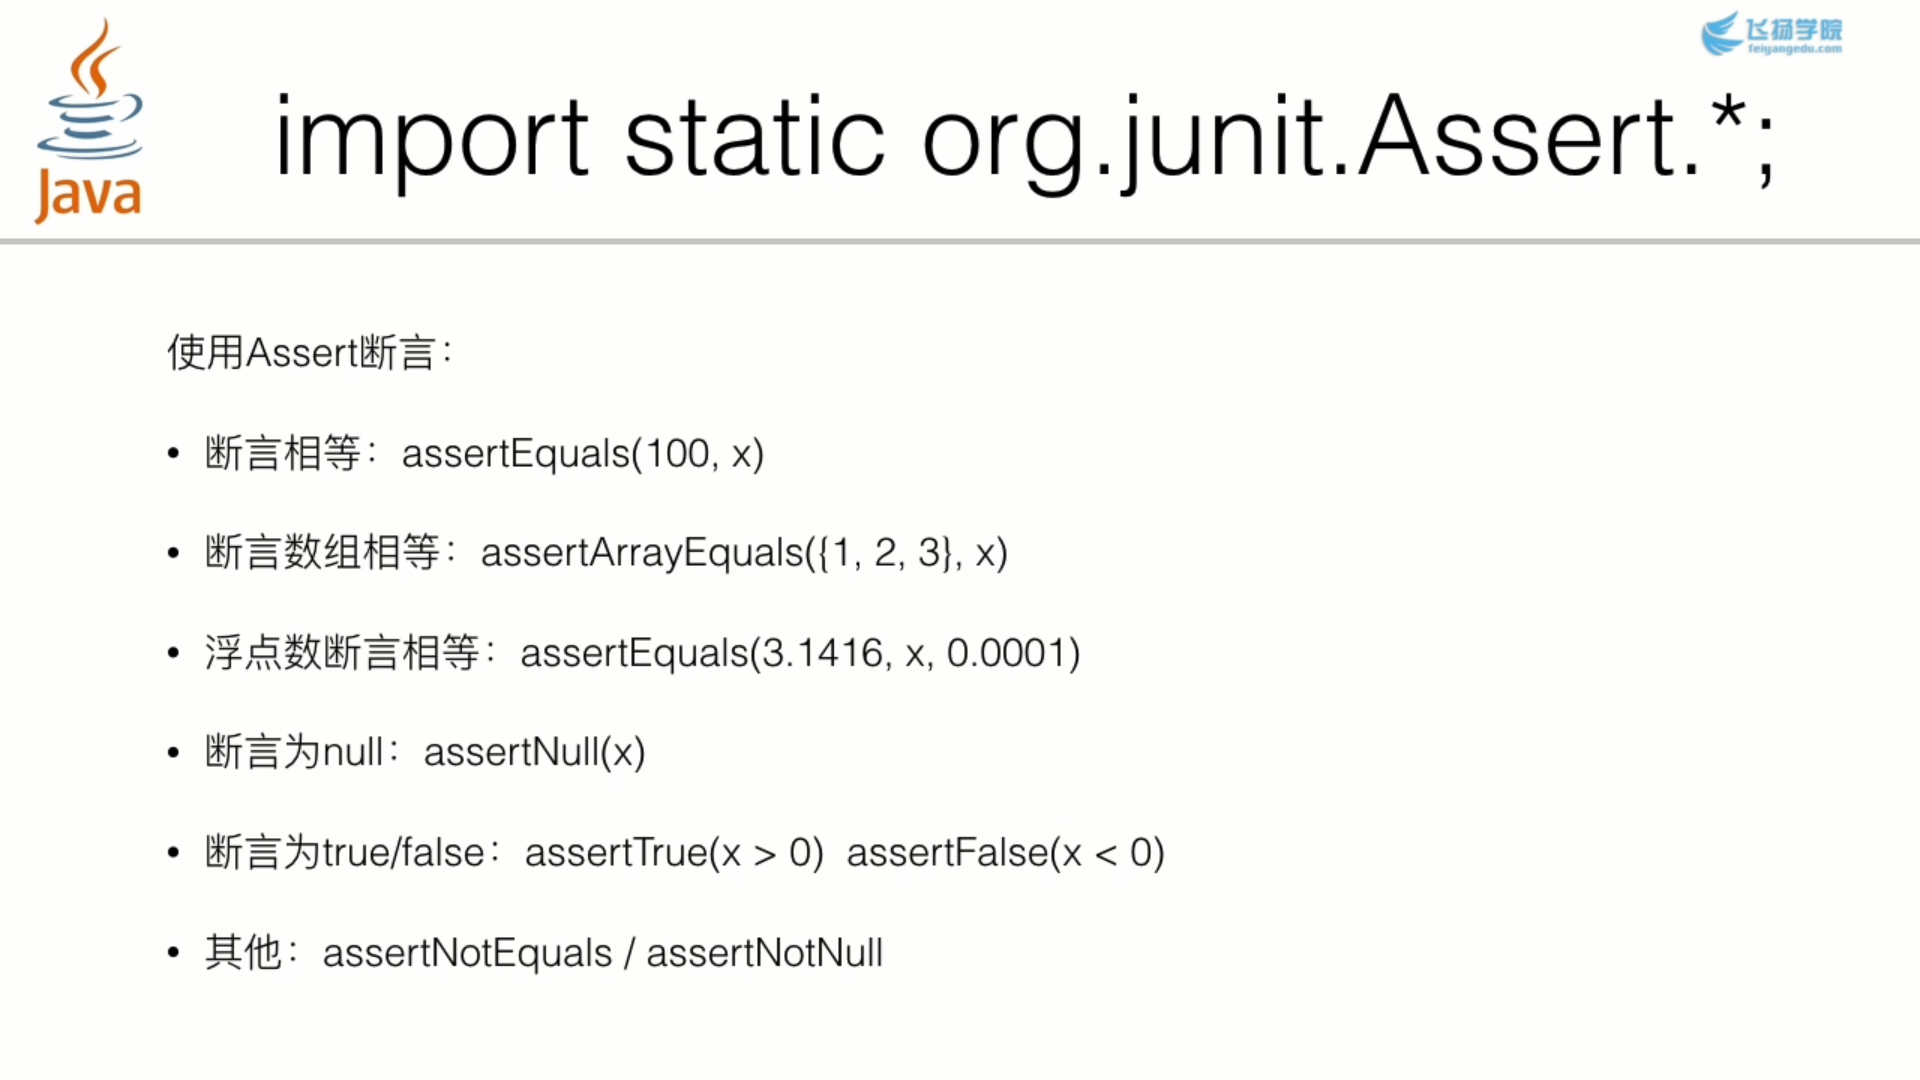 飞扬学院
feiyangedu.com
Java
import static org.junit.Assert.*;
使用Assert断言：
• 断言相等：assertEquals(100, x)
• 断言数组相等：assertArrayEquals({1, 2, 3}, x)
• 浮点数断言相等：assertEquals(3.1416, x, 0.0001)
• 断言为null：assertNull(x)
• 断言为true/false：assertTrue(x > 0)  assertFalse(x < 0)
• 其他：assertNotEquals / assertNotNull